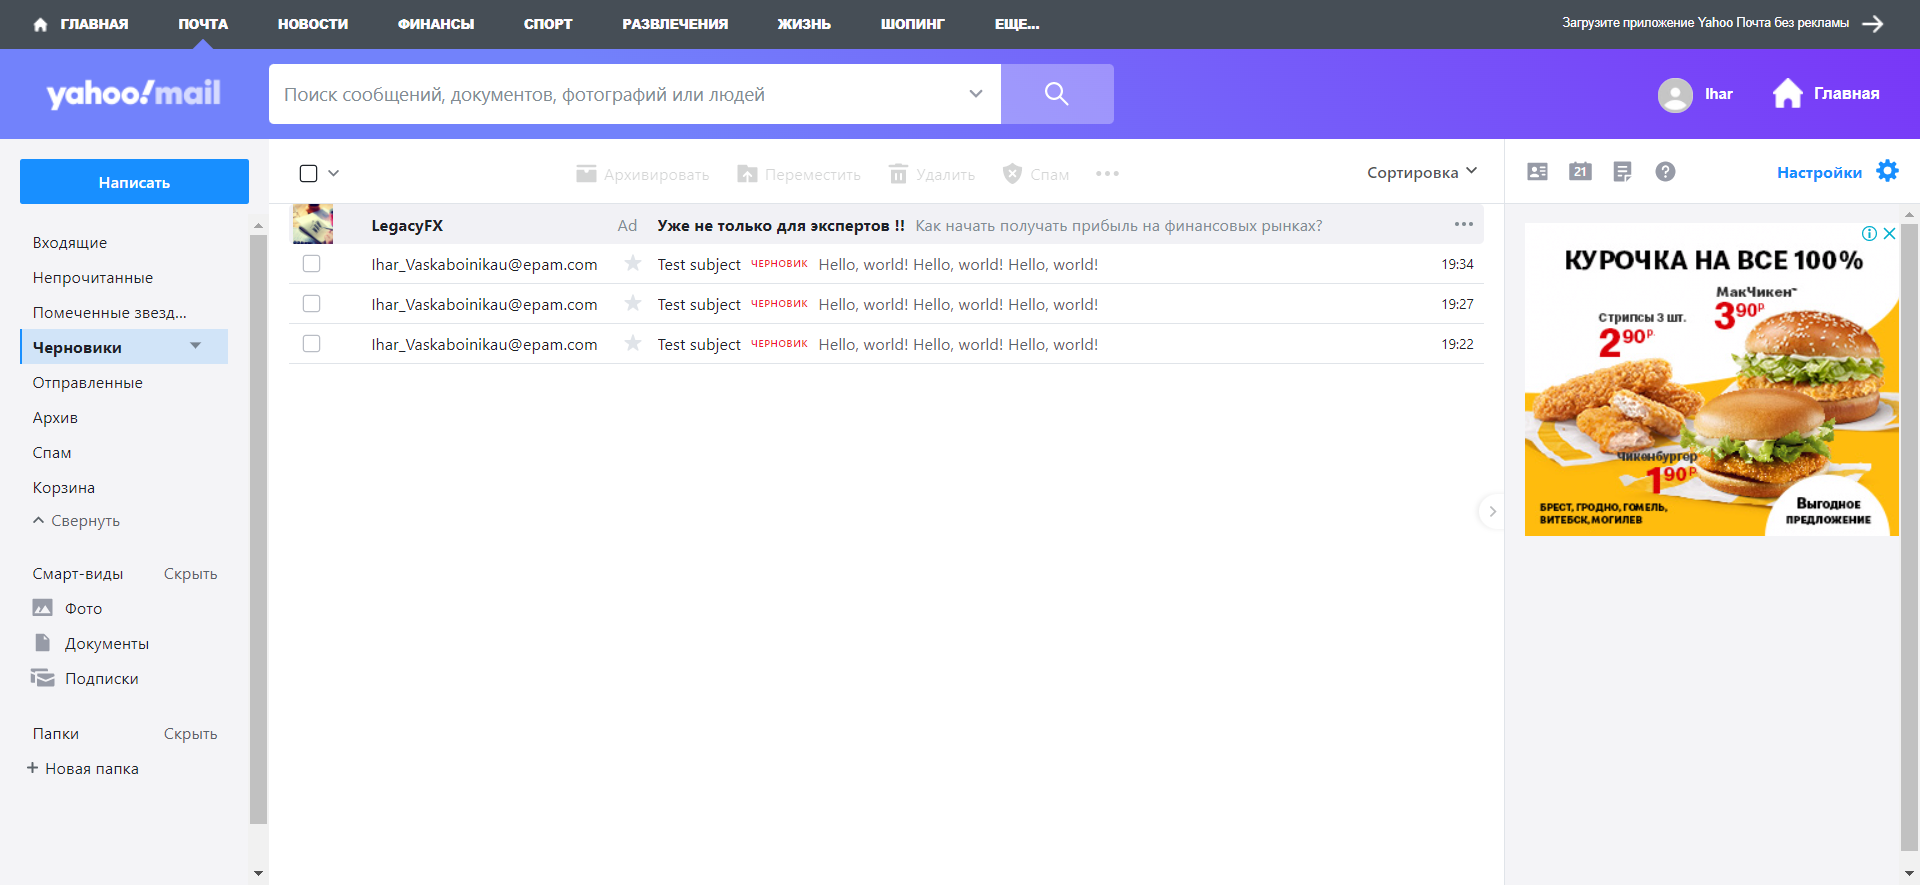 ГЛАВНАЯ ПОЧТА НОВОСТИ ФИНАНСЫ СПОРТ РАЗВЛЕЧЕНИЯ ЖИЗНЬ ШОПИНГ ЕЩЕ... Загрузите приложение Yahoo Почта без рекламы
yahoo!mail Поиск сообщений, документов, фотографий или людей Ihar Главная
Написать Архивировать Переместить Удалить Спам Сортировка 21 Настройки
Входящие
Непрочитанные
Помеченные звезд...
Черновики
Отправленные
Архив
Спам
Корзина
Свернуть
Смарт-виды Скрыть
Фото
Документы
Подписки
Папки Скрыть
+ Новая папка
LegacyFX Ad Уже не только для экспертов !! Как начать получать прибыль на финансовых рынках?
Ihar_Vaskaboinikau@epam.com Test subject ЧЕРНОВИК Hello, world! Hello, world! Hello, world! 19:34
Ihar_Vaskaboinikau@epam.com Test subject ЧЕРНОВИК Hello, world! Hello, world! Hello, world! 19:27
Ihar_Vaskaboinikau@epam.com Test subject ЧЕРНОВИК Hello, world! Hello, world! Hello, world! 19:22
КУРОЧКА НА ВСЕ 100%
МакЧикен™
3 90р
Стрипсы 3 шт.
2 90р.
Чикенбургер
1 90р
БРЕСТ, ГРОДНО, ГОМЕЛЬ,
ВИТЕБСК, МОГИЛЕВ
Выгодное
ПРЕДЛОЖЕНИЕ